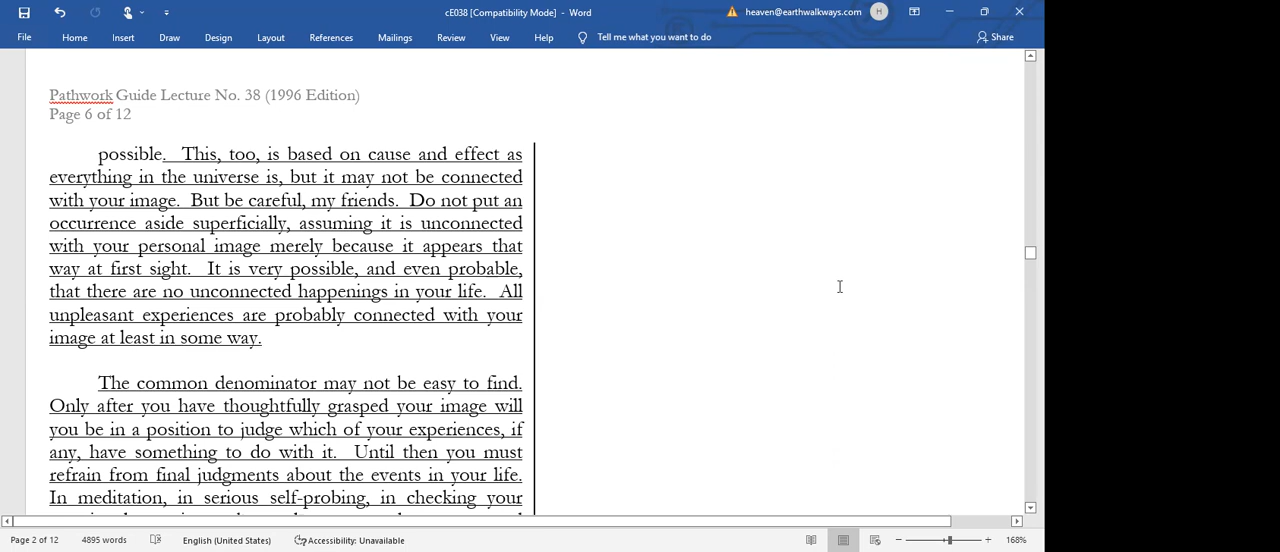 cE038 [Compatibility Mode] - Word
heaven@earthwalkways.com H
File Home Insert Draw Design Layout References Mailings Review View Help Tell me what you want to do Share
Pathwork Guide Lecture No. 38 (1996 Edition)
Page 6 of 12
possible. This, too, is based on cause and effect as
everything in the universe is, but it may not be connected
with your image. But be careful, my friends. Do not put an
occurrence aside superficially, assuming it is unconnected
with your personal image merely because it appears that
way at first sight. It is very possible, and even probable,
that there are no unconnected happenings in your life. All
unpleasant experiences are probably connected with your
image at least in some way.
The common denominator may not be easy to find.
Only after you have thoughtfully grasped your image will
you be in a position to judge which of your experiences, if
any, have something to do with it. Until then you must
refrain from final judgments about the events in your life.
In meditation, in serious self-probing, in checking your
Page 2 of 12 4895 words English (United States) Accessibility: Unavailable 168%